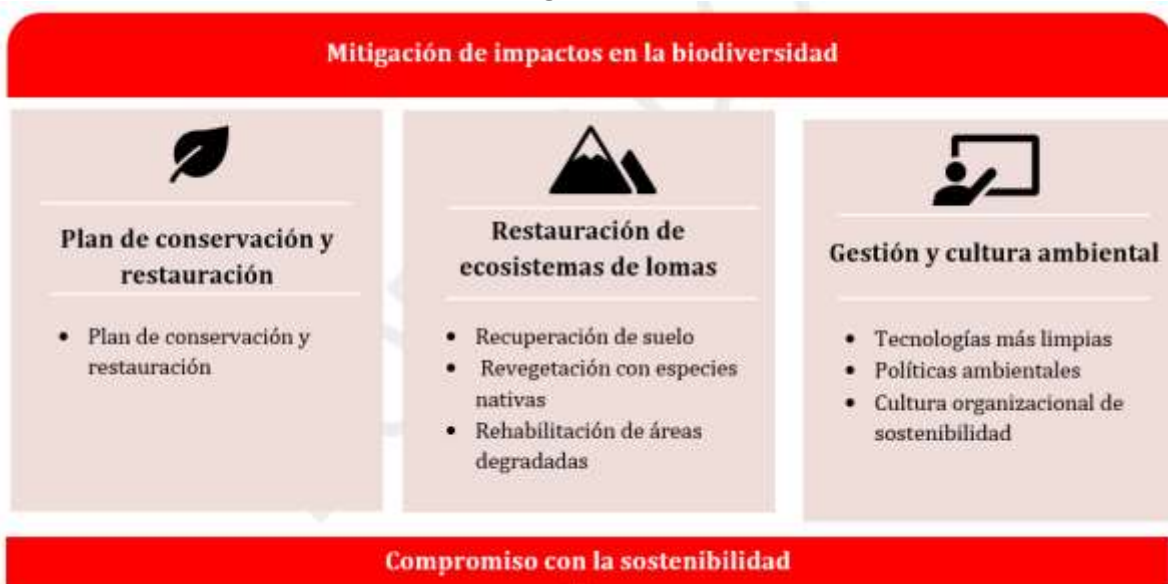 Mitigación de impactos en la biodiversidad
Plan de conservación y
restauración
• Plan de conservación y
restauración
Restauración de
ecosistemas de lomas
• Recuperación de suelo
• Revegetación con especies
nativas
• Rehabilitación de áreas
degradadas
Gestión y cultura ambiental
• Tecnologías más limpias
• Políticas ambientales
• Cultura organizacional de
sostenibilidad
Compromiso con la sostenibilidad